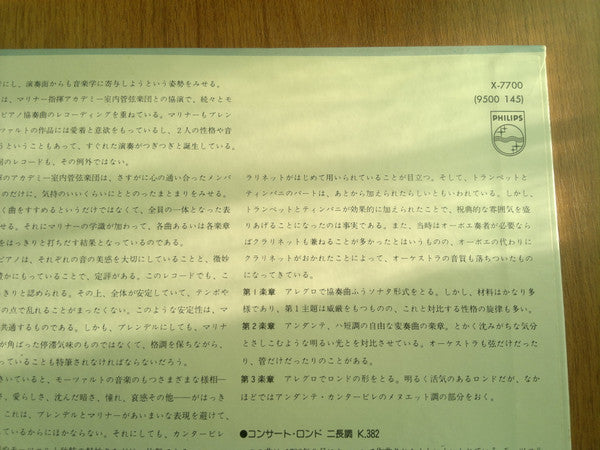 にし、演奏面からも音楽学に寄与しようという姿勢をみせる。
は、マリナー指揮アカデミー室内管弦楽団との協演で、続々とモ
ピアノ協奏曲のレコーディングを重ねている。マリナーもブレン
ツァルトの作品には愛着と意欲をもっているし、2人の性格や音
うということもあって、すぐれた演奏がつぎつぎと誕生している。
のレコードも、その例外ではない。
室内管弦楽団は、さすがに心の通い合ったメンバ
のだけに、気持のいいくらいにととのったまとまりをみせる。
く曲をすすめるというだけではなくて、全員の一体となった表
せる。それにマリナーの学識が加わって、各曲あるいは各楽章
をはっきりと打ちだす結果となっているのである。
ピアノは、それぞれの音の美感を大切にしていることと、微妙
かにもっていることで、定評がある。このレコードでも、こ
きりと認められる。その上、全体が安定していて、テンポや
の点で乱れることがまったくない。このような安定性は、マ
共通するものである。しかも、ブレンデルにしても、マリナ
が角ばった停滞気味のものではなくて、格調を保ちながら、
っていることも特筆されなければならないだろう。
きいていると、モーツァルトの音楽のもつさまざまな様相―
さ、愛らしさ、沈んだ暗さ、憧れ、哀感その他――がはっき
これは、ブレンデルとマリナーがあいまいな表現を避けて、
ているからにほかならない。それにしても、カンタービレ
X-7700
(9500 145)
PHILIPS
ラリネットがはじめて用いられていることが目立つ。そして、トランペットと
ティンパニのパートは、あとから加えられたらしいともいわれている。しかし、
トランペットとティンパニが効果的に加えられたことで、祝典的な雰囲気を盛
りあげることになったのは事実である。また、当時はオーボエ奏者が必要なら
ばクラリネットも兼ねることが多かったとはいうものの、オーボエの代わりに
クラリネットがおかれたことによって、オーケストラの音質も落ちついたもの
になってきている。
第1楽章 アレグロで協奏曲ふうソナタ形式をとる。しかし、材料はかなり多
様であり、第1主題は威厳をもつものの、これと対比する性格の旋律も多い。
第2楽章 アンダンテ、ハ短調の自由な変奏曲の楽章。とかく沈みがちな気分
とさしこむような明るい光とを対比させている。オーケストラも弦だけだった
り、管だけだったりのことがある。
第3楽章 アレグロでロンドの形をとる。明るく活気のあるロンドだが、なか
ほどではアンダンテ・カンタービレのメヌエット調の部分をおく。
●コンサート・ロンド ニ長調 K.382